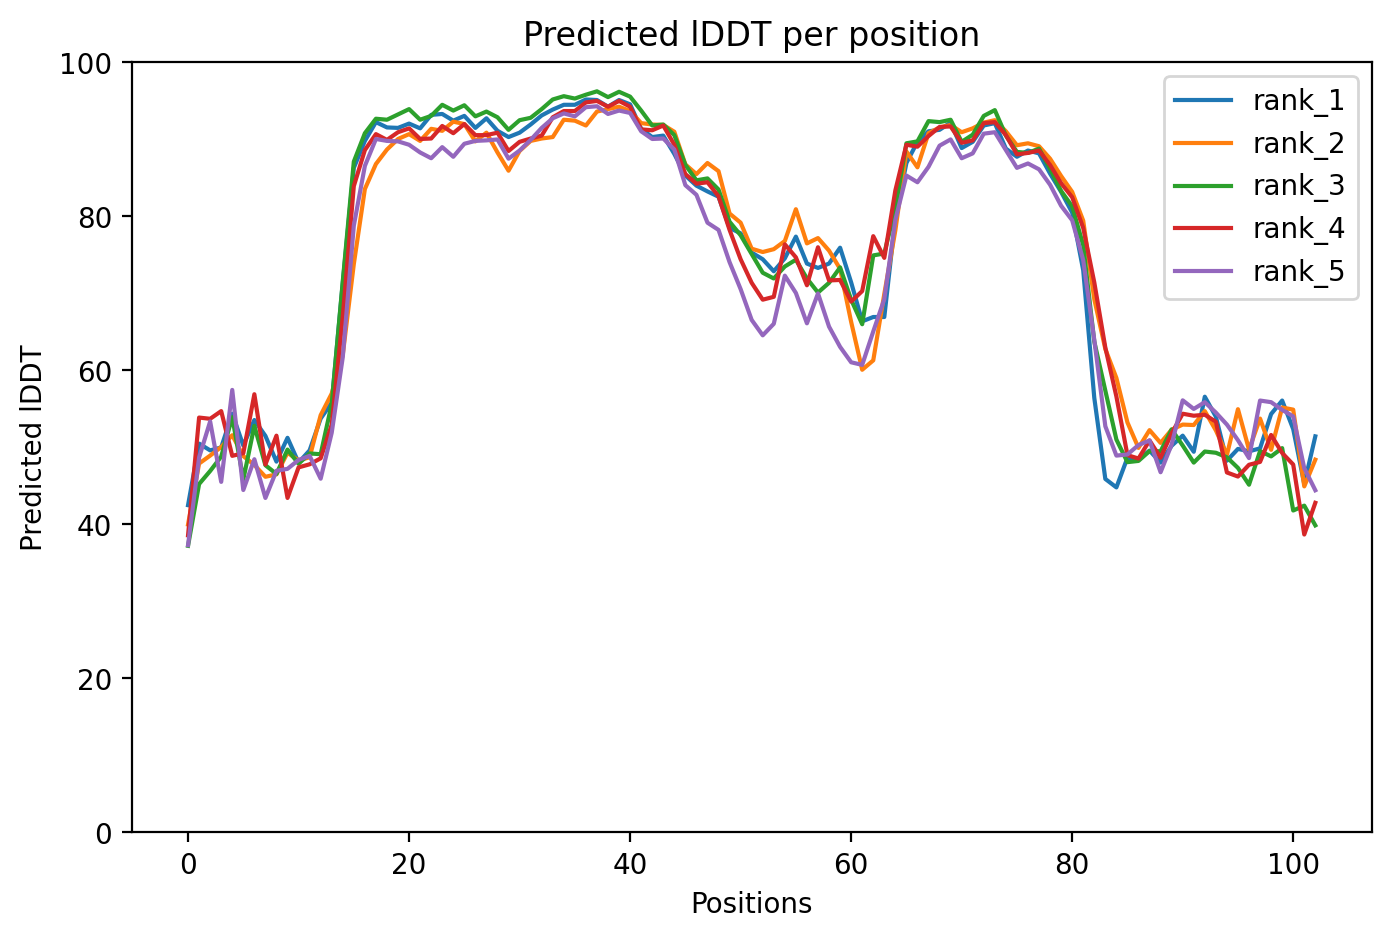 Predicted lDDT per position
100
80
60
40
20
0
Predicted lDDT
0 20 40 60 80 100
Positions
rank_1
rank_2
rank_3
rank_4
rank_5